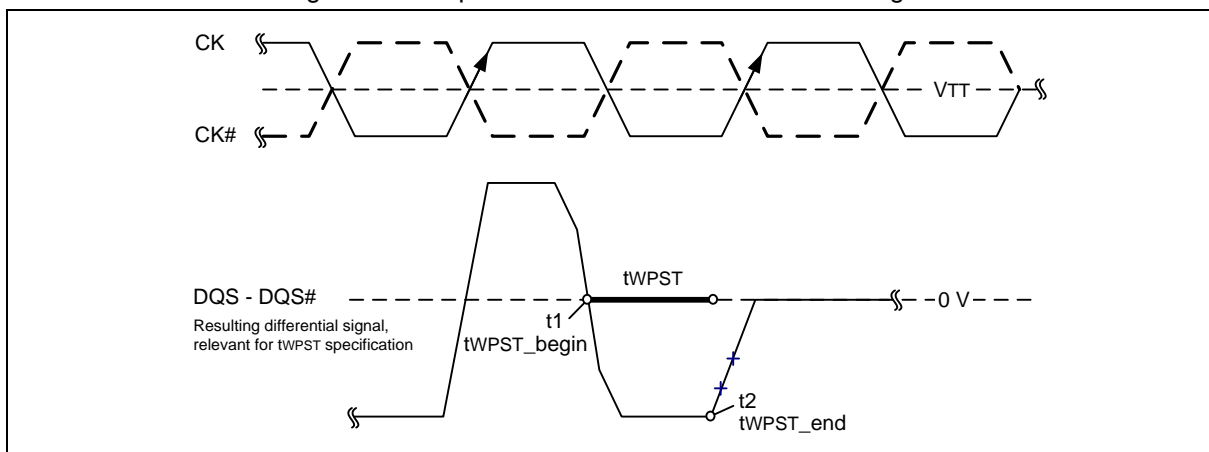 CK
VTT
CK#
tWPST
DQS - DQS#
0 V
Resulting differential signal,
relevant for tWPST specification
t1
tWPST_begin
t2
tWPST_end